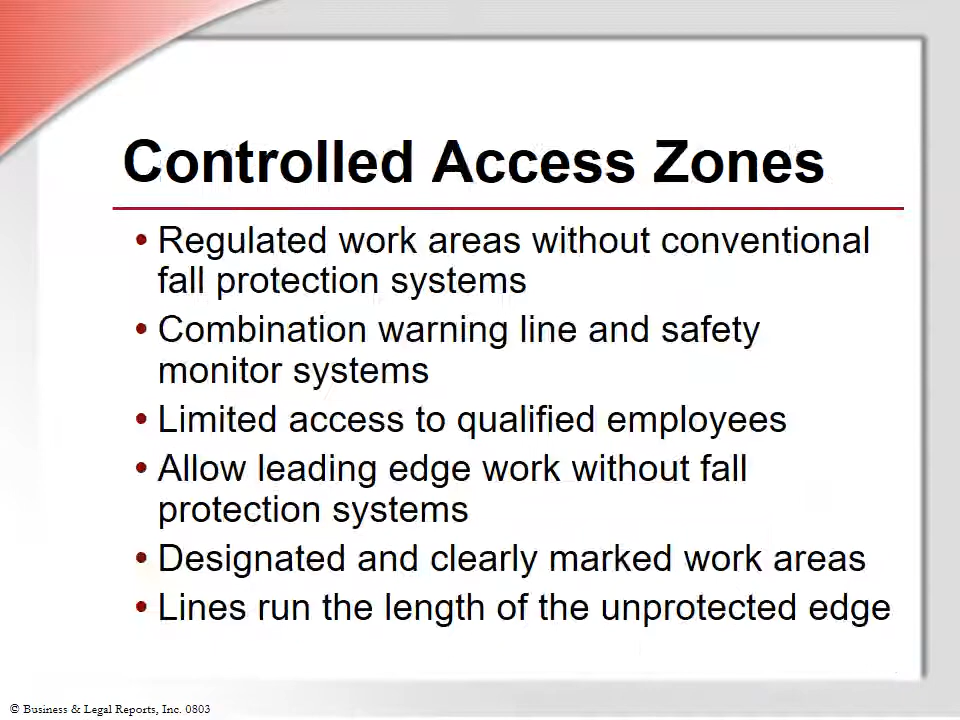 Controlled Access Zones
• Regulated work areas without conventional
fall protection systems
• Combination warning line and safety
monitor systems
• Limited access to qualified employees
• Allow leading edge work without fall
protection systems
• Designated and clearly marked work areas
• Lines run the length of the unprotected edge
© Business & Legal Reports, Inc. 0803